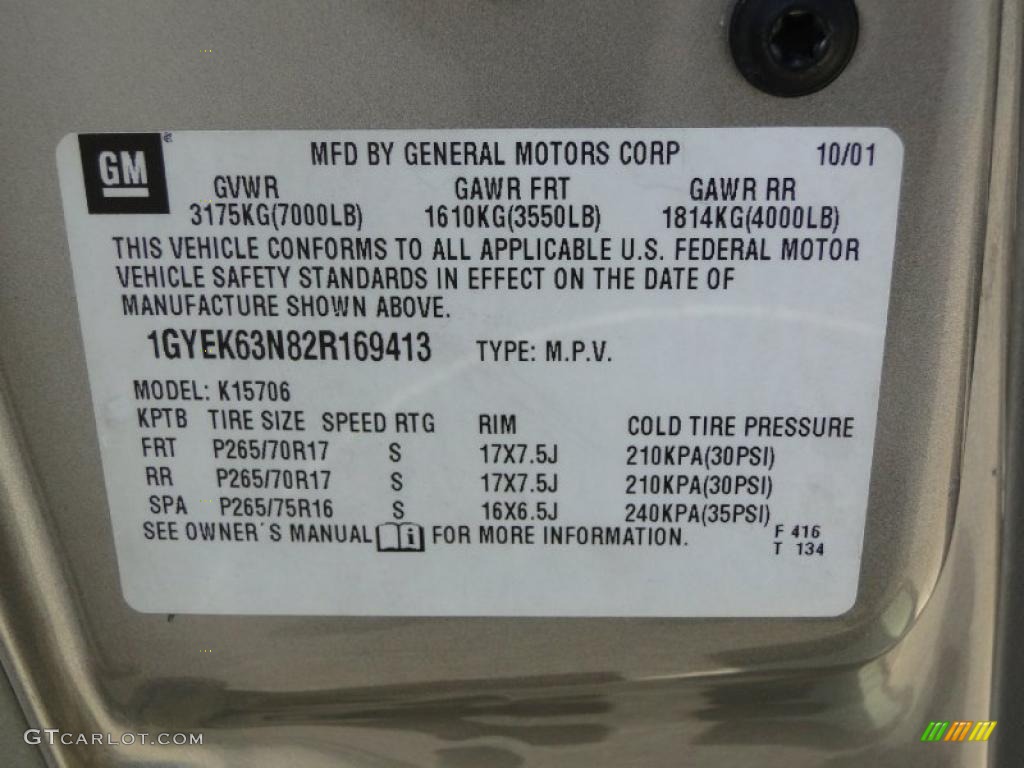 GM MFD BY GENERAL MOTORS CORP 10/01
GVWR GAWR FRT GAWR RR
3175KG(7000LB) 1610KG(3550LB) 1814KG(4000LB)
THIS VEHICLE CONFORMS TO ALL APPLICABLE U.S. FEDERAL MOTOR
VEHICLE SAFETY STANDARDS IN EFFECT ON THE DATE OF
MANUFACTURE SHOWN ABOVE.
1GYEK63N82R169413 TYPE: M.P.V.
MODEL: K15706
KPTB TIRE SIZE SPEED RTG RIM COLD TIRE PRESSURE
FRT P265/70R17 S 17X7.5J 210KPA(30PSI)
RR P265/70R17 S 17X7.5J 210KPA(30PSI)
SPA P265/75R16 S 16X6.5J 240KPA(35PSI)
SEE OWNER´S MANUAL i FOR MORE INFORMATION. F 416
T 134
GTCARLOT.COM